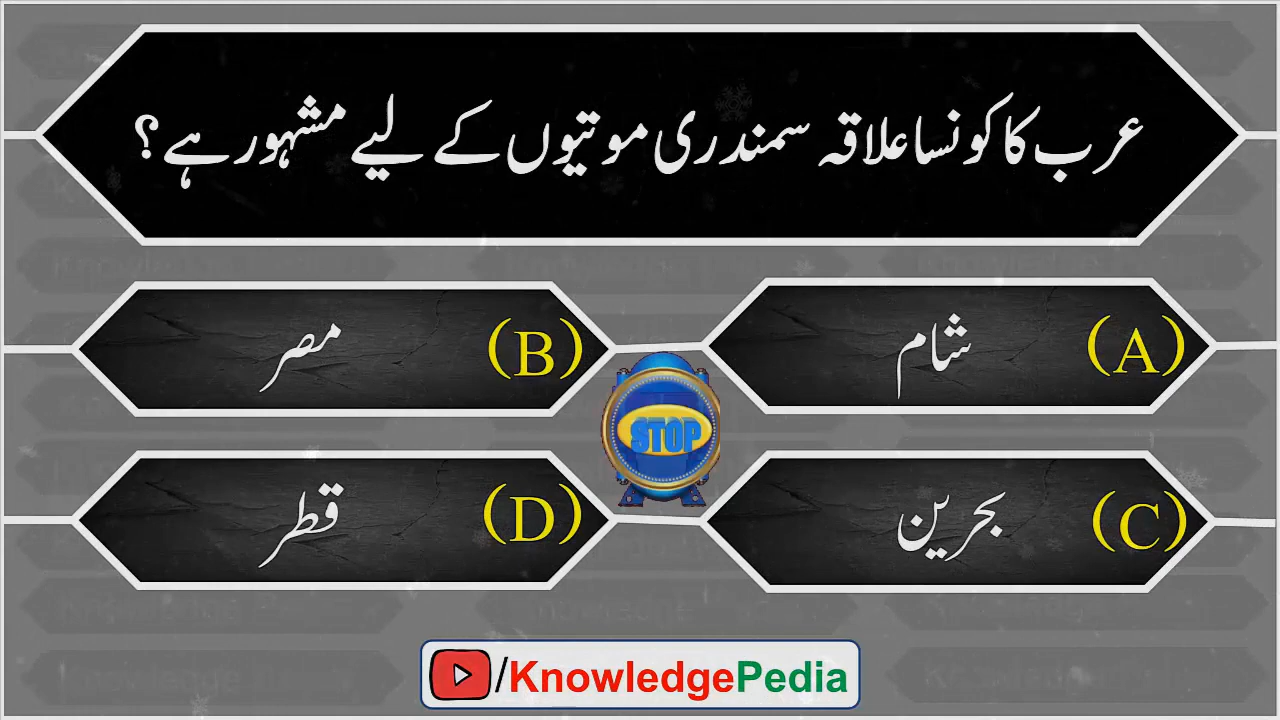 عرب کا کونسا علاقہ سمندری موتیوں کے لیے مشہور ہے؟
(A) شام
(B) مصر
STOP
(C) بحرین
(D) قطر
/KnowledgePedia